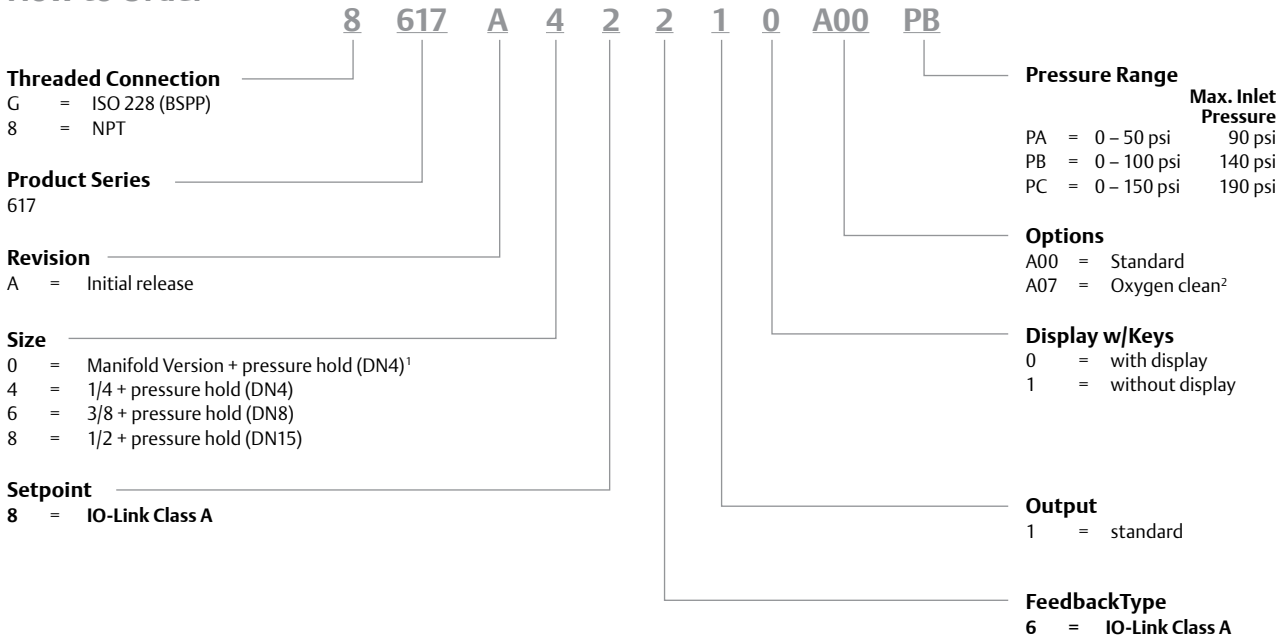 8 617 A 4 2 2 1 0 A00 PB
Threaded Connection
G = ISO 228 (BSPP)
8 = NPT
Product Series
617
Revision
A = Initial release
Size
0 = Manifold Version + pressure hold (DN4)1
4 = 1/4 + pressure hold (DN4)
6 = 3/8 + pressure hold (DN8)
8 = 1/2 + pressure hold (DN15)
Setpoint
8 = IO-Link Class A
Pressure Range
Max. Inlet
Pressure
PA = 0 – 50 psi 90 psi
PB = 0 – 100 psi 140 psi
PC = 0 – 150 psi 190 psi
Options
A00 = Standard
A07 = Oxygen clean2
Display w/Keys
0 = with display
1 = without display
Output
1 = standard
FeedbackType
6 = IO-Link Class A